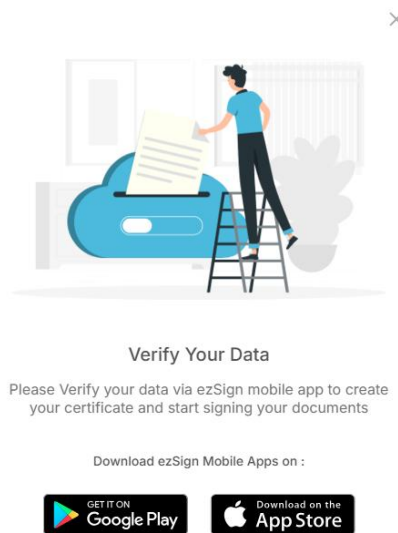 Verify Your Data
Please Verify your data via ezSign mobile app to create
your certificate and start signing your documents
Download ezSign Mobile Apps on :
GET IT ON
Google Play
Download on the
App Store